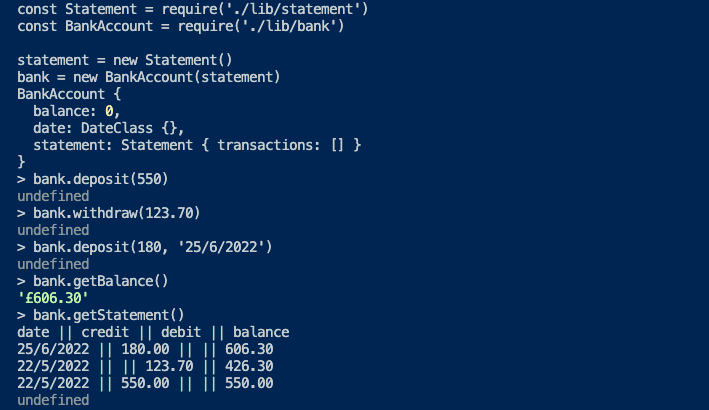 const Statement = require('./lib/statement')
const BankAccount = require('./lib/bank')
statement = new Statement()
bank = new BankAccount(statement)
BankAccount {
  balance: 0,
  date: DateClass {},
  statement: Statement { transactions: [] }
}
> bank.deposit(550)
undefined
> bank.withdraw(123.70)
undefined
> bank.deposit(180, '25/6/2022')
undefined
> bank.getBalance()
'£606.30'
> bank.getStatement()
date || credit || debit || balance
25/6/2022 || 180.00 || || 606.30
22/5/2022 || || 123.70 || 426.30
22/5/2022 || 550.00 || || 550.00
undefined